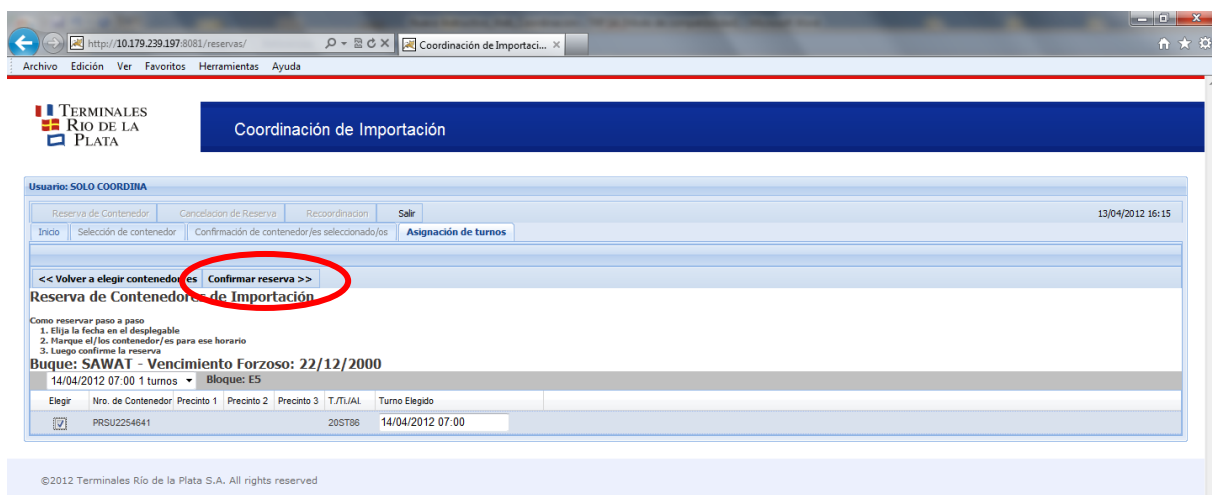 http://10.179.239.197:8081/reservas/
Coordinación de Importaci...
Archivo Edición Ver Favoritos Herramientas Ayuda
TERMINALES
RIO DE LA
PLATA
Coordinación de Importación
Usuario: SOLO COORDINA
Reserva de Contenedor Cancelacion de Reserva Recoordinacion Salir 13/04/2012 16:15
Inicio Selección de contenedor Confirmación de contenedor/es seleccionado/os Asignación de turnos
<< Volver a elegir contenedor/es Confirmar reserva >>
Reserva de Contenedores de Importación
Como reservar paso a paso
1. Elija la fecha en el desplegable
2. Marque el/los contenedor/es para ese horario
3. Luego confirme la reserva
Buque: SAWAT - Vencimiento Forzoso: 22/12/2000
14/04/2012 07:00 1 turnos Bloque: E5
Elegir Nro. de Contenedor Precinto 1 Precinto 2 Precinto 3 T./Ti./Al. Turno Elegido
PRSU2254641 20ST86 14/04/2012 07:00
©2012 Terminales Río de la Plata S.A. All rights reserved